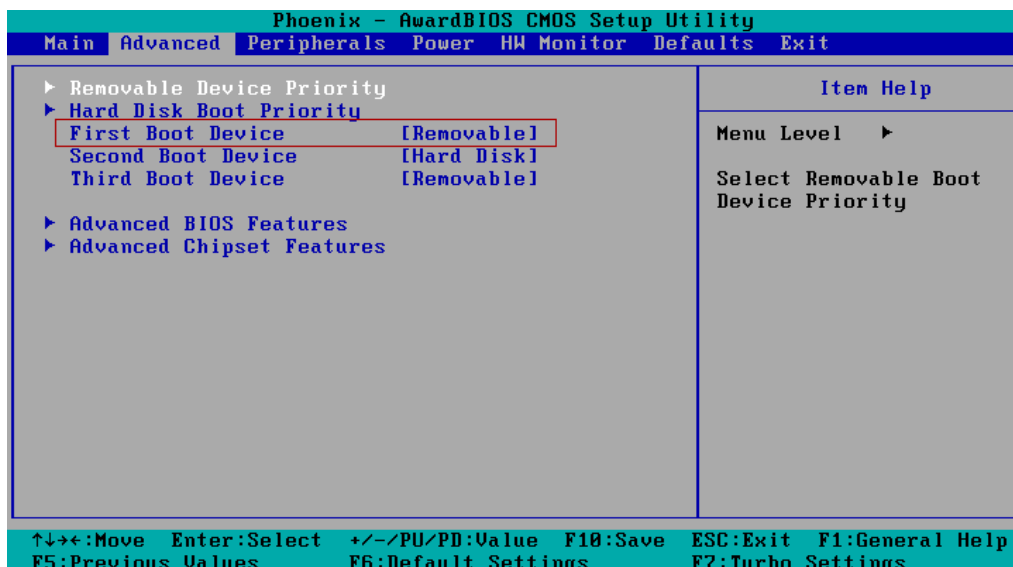 Phoenix - AwardBIOS CMOS Setup Utility
Main Advanced Peripherals Power HW Monitor Defaults Exit
▶ Removable Device Priority
▶ Hard Disk Boot Priority
First Boot Device [Removable]
Second Boot Device [Hard Disk]
Third Boot Device [Removable]
▶ Advanced BIOS Features
▶ Advanced Chipset Features
Item Help
Menu Level ▶
Select Removable Boot
Device Priority
↑↓→←:Move Enter:Select +/-/PU/PD:Value F10:Save ESC:Exit F1:General Help
F5:Previous Values F6:Default Settings F7:Turbo Settings